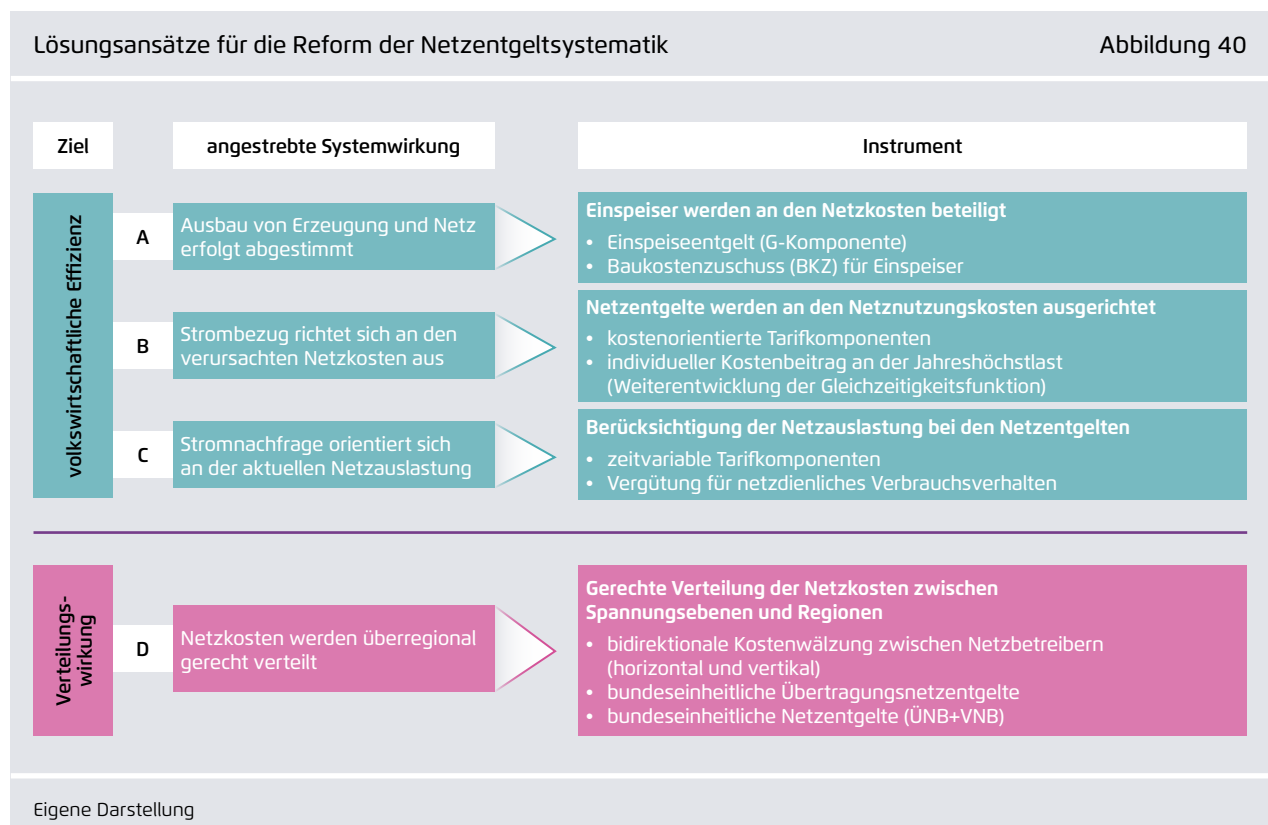 Lösungsansätze für die Reform der Netzentgeltsystematik
Abbildung 40
Ziel
angestrebte Systemwirkung
Instrument
volkswirtschaftliche Effizienz
A
Ausbau von Erzeugung und Netz
erfolgt abgestimmt
Einspeiser werden an den Netzkosten beteiligt
• Einspeiseentgelt (G-Komponente)
• Baukostenzuschuss (BKZ) für Einspeiser
B
Strombezug richtet sich an den
verursachten Netzkosten aus
Netzentgelte werden an den Netznutzungskosten ausgerichtet
• kostenorientierte Tarifkomponenten
• individueller Kostenbeitrag an der Jahreshöchstlast
(Weiterentwicklung der Gleichzeitigkeitsfunktion)
C
Stromnachfrage orientiert sich
an der aktuellen Netzauslastung
Berücksichtigung der Netzauslastung bei den Netzentgelten
• zeitvariable Tarifkomponenten
• Vergütung für netzdienliches Verbrauchsverhalten
Verteilungs-
wirkung
D
Netzkosten werden überregional
gerecht verteilt
Gerechte Verteilung der Netzkosten zwischen
Spannungsebenen und Regionen
• bidirektionale Kostenwälzung zwischen Netzbetreibern
(horizontal und vertikal)
• bundeseinheitliche Übertragungsnetzentgelte
• bundeseinheitliche Netzentgelte (ÜNB+VNB)
Eigene Darstellung